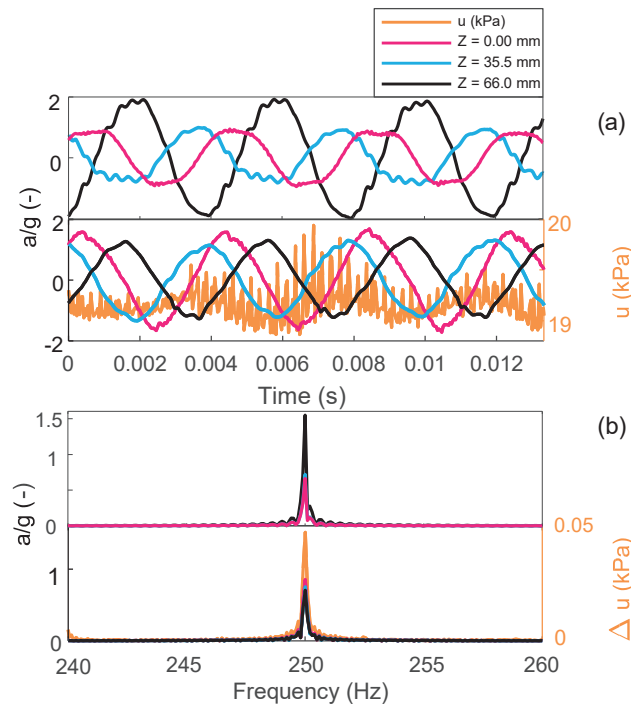 u (kPa)
Z = 0.00 mm
Z = 35.5 mm
Z = 66.0 mm
(a)
2
0
2
0
-2
a/g (-)
20
19
u (kPa)
0 0.002 0.004 0.006 0.008 0.01 0.012
Time (s)
(b)
1.5
0
1
0
a/g (-)
0.05
0
Δ u (kPa)
240 245 250 255 260
Frequency (Hz)